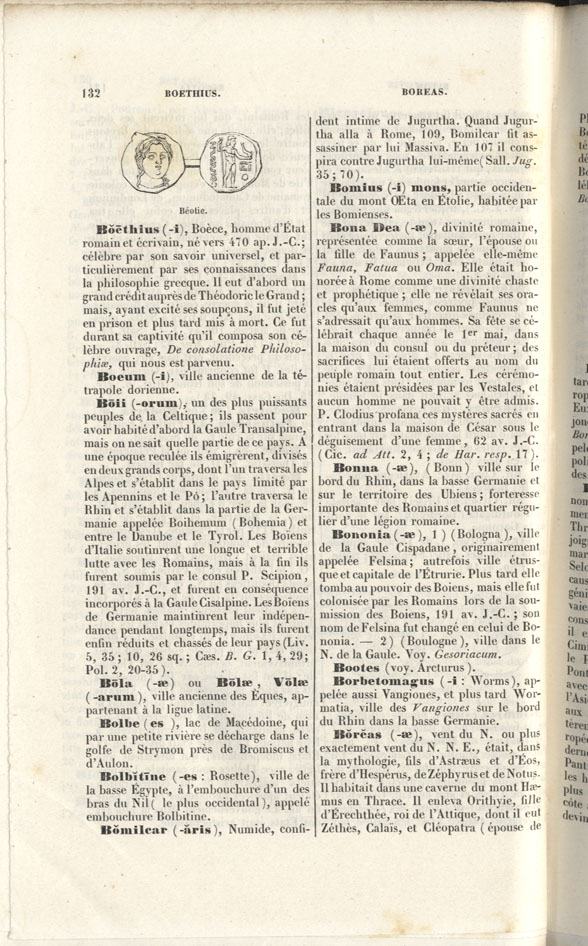 132
BOETHIUS.
BOREAS.
Béotie.
Bŏēthius (-i), Boèce, homme d'État
romain et écrivain, né vers 470 ap. J.-C.;
célèbre par son savoir universel, et par-
ticulièrement par ses connaissances dans
la philosophie grecque. Il eut d'abord un
grand crédit auprès de Théodoric le Grand;
mais, ayant excité ses soupçons, il fut jeté
en prison et plus tard mis à mort. Ce fut
durant sa captivité qu'il composa son cé-
lèbre ouvrage, De consolatione Philoso-
phiæ, qui nous est parvenu.
Boeum (-i), ville ancienne de la té-
trapole dorienne.
Bŏii (-orum), un des plus puissants
peuples de la Celtique; ils passent pour
avoir habité d'abord la Gaule Transalpine,
mais on ne sait quelle partie de ce pays. A
une époque reculée ils émigrèrent, divisés
en deux grands corps, dont l'un traversa les
Alpes et s'établit dans le pays limité par
les Apennins et le Pô; l'autre traversa le
Rhin et s'établit dans la partie de la Ger-
manie appelée Boihemum (Bohemia) et
entre le Danube et le Tyrol. Les Boïens
d'Italie soutinrent une longue et terrible
lutte avec les Romains, mais à la fin ils
furent soumis par le consul P. Scipion,
191 av. J.-C., et furent en conséquence
incorporés à la Gaule Cisalpine. Les Boïens
de Germanie maintinrent leur indépen-
dance pendant longtemps, mais ils furent
enfin réduits et chassés de leur pays (Liv.
5, 35; 10, 26 sq.; Cæs. B. G. 1, 4, 29;
Pol. 2, 20-35).
Bŏla (-æ) ou Bōlæ, Vōlæ
(-arum), ville ancienne des Éques, ap-
partenant à la ligue latine.
Bolbe (es), lac de Macédoine, qui
par une petite rivière se décharge dans le
golfe de Strymon près de Bromiscus et
d'Aulon.
Bolbĭtīne (-es : Rosette), ville de
la basse Égypte, à l'embouchure d'un des
bras du Nil (le plus occidental), appelé
embouchure Bolbitine.
Bŏmilcar (-ăris), Numide, confi-
dent intime de Jugurtha. Quand Jugur-
tha alla à Rome, 109, Bomilcar fit as-
sassiner par lui Massiva. En 107 il cons-
pira contre Jugurtha lui-même (Sall. Jug.
35; 70).
Bomius (-i) mons, partie occiden-
tale du mont OEta en Étolie, habitée par
les Bomienses.
Bona Dea (-æ), divinité romaine,
représentée comme la sœur, l'épouse ou
la fille de Faunus; appelée elle-même
Fauna, Fatua ou Oma. Elle était ho-
norée à Rome comme une divinité chaste
et prophétique; elle ne révélait ses ora-
cles qu'aux femmes, comme Faunus ne
s'adressait qu'aux hommes. Sa fête se cé-
lébrait chaque année le 1er mai, dans
la maison du consul ou du préteur; des
sacrifices lui étaient offerts au nom du
peuple romain tout entier. Les cérémo-
nies étaient présidées par les Vestales, et
aucun homme ne pouvait y être admis.
P. Clodius profana ces mystères sacrés en
entrant dans la maison de César sous le
déguisement d'une femme, 62 av. J.-C.
(Cic. ad Att. 2, 4; de Har. resp. 17).
Bonna (-æ), (Bonn) ville sur le
bord du Rhin, dans la basse Germanie et
sur le territoire des Ubiens; forteresse
importante des Romains et quartier régu-
lier d'une légion romaine.
Bononia (-æ), 1) (Bologna), ville
de la Gaule Cispadane, originairement
appelée Felsina; autrefois ville étrus-
que et capitale de l'Étrurie. Plus tard elle
tomba au pouvoir des Boiens, mais elle fut
colonisée par les Romains lors de la sou-
mission des Boiens, 191 av. J.-C.; son
nom de Felsina fut changé en celui de Bo-
nonia. — 2) (Boulogne), ville dans le
N. de la Gaule. Voy. Gesoriacum.
Bootes (voy. Arcturus).
Borbetomagus (-i : Worms), ap-
pelée aussi Vangiones, et plus tard Wor-
matia, ville des Vangiones sur le bord
du Rhin dans la basse Germanie.
Bŏrĕas (-æ), vent du N. ou plus
exactement vent du N. N. E., était, dans
la mythologie, fils d'Astræus et d'Éos,
frère d'Hespérus, de Zéphyrus et de Notus.
Il habitait dans une caverne du mont Hæ-
mus en Thrace. Il enleva Orithyie, fille
d'Érechthée, roi de l'Attique, dont il eut
Zéthès, Calaïs, et Cléopatra (épouse de